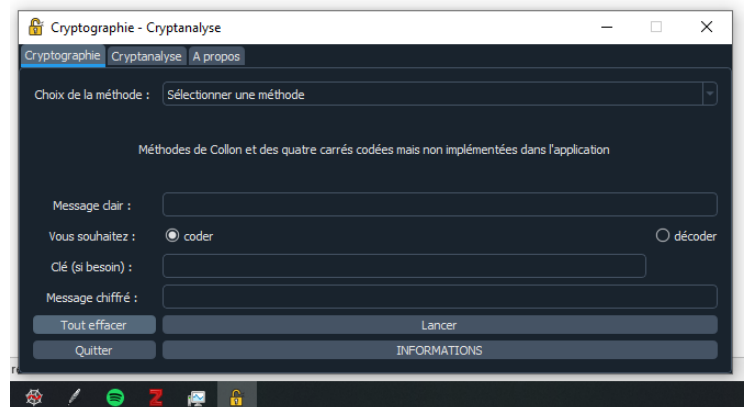 Cryptographie - Cryptanalyse
Cryptographie Cryptanalyse A propos
Choix de la méthode : Sélectionner une méthode
Méthodes de Collon et des quatre carrés codées mais non implémentées dans l'application
Message clair :
Vous souhaitez : coder décoder
Clé (si besoin) :
Message chiffré :
Tout effacer Lancer
Quitter INFORMATIONS